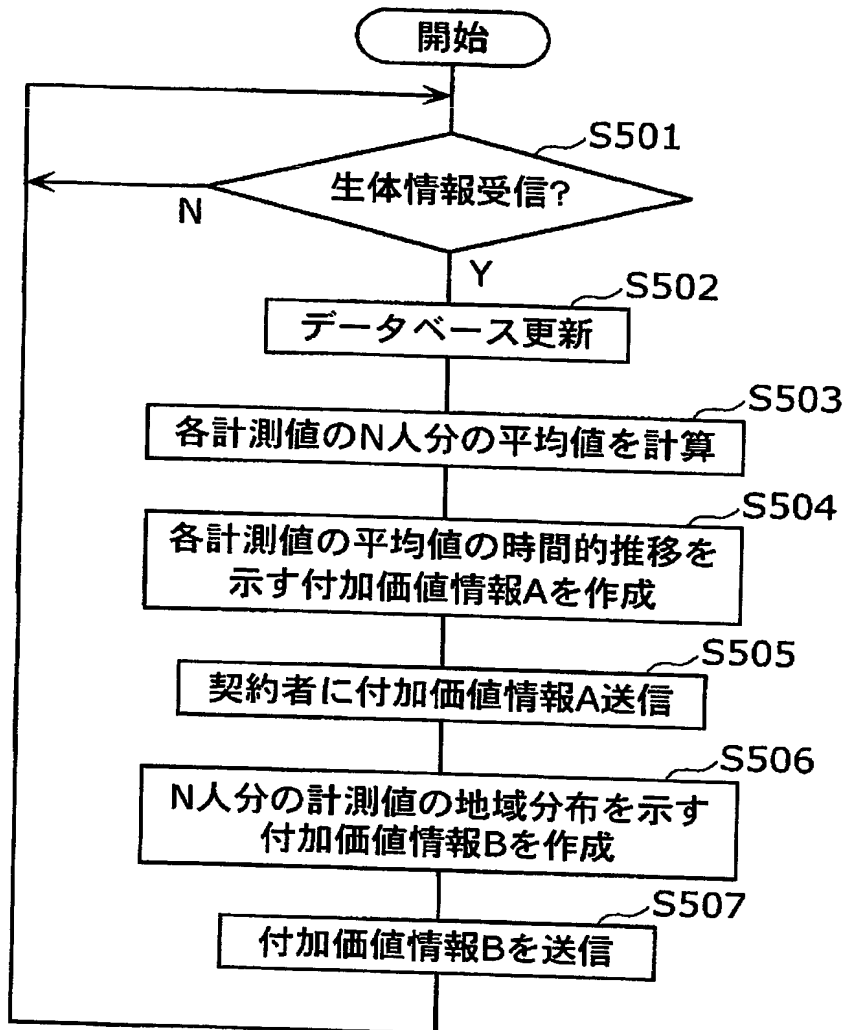 開始
S501
生体情報受信?
N
Y
S502
データベース更新
S503
各計測値のN人分の平均値を計算
S504
各計測値の平均値の時間的推移を
示す付加価値情報Aを作成
S505
契約者に付加価値情報A送信
S506
N人分の計測値の地域分布を示す
付加価値情報Bを作成
S507
付加価値情報Bを送信